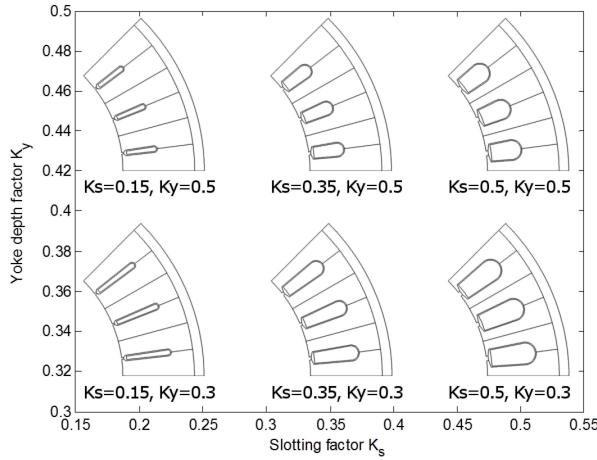 0.5
0.48
0.46
0.44
0.42
0.4
0.38
0.36
0.34
0.32
0.3
Yoke depth factor Ky
Ks=0.15, Ky=0.5
Ks=0.35, Ky=0.5
Ks=0.5, Ky=0.5
Ks=0.15, Ky=0.3
Ks=0.35, Ky=0.3
Ks=0.5, Ky=0.3
0.15
0.2
0.25
0.3
0.35
0.4
0.45
0.5
0.55
Slotting factor Ks